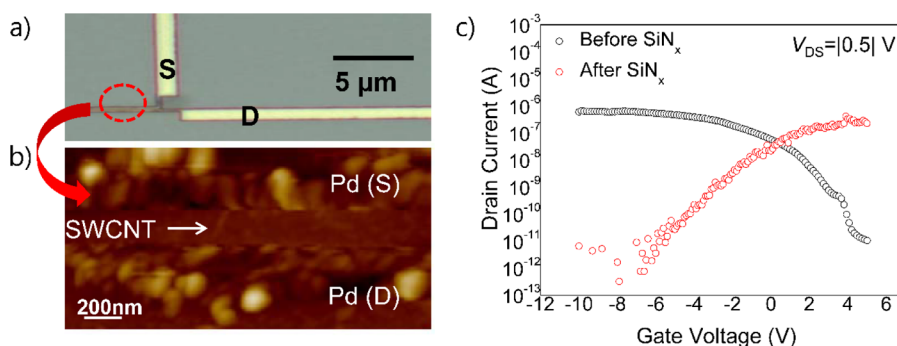 a)
S
5 µm
D
b)
Pd (S)
SWCNT
Pd (D)
200nm
c)
Before SiNₓ
After SiNₓ
V_DS=|0.5| V
Drain Current (A)
10⁻³
10⁻⁴
10⁻⁵
10⁻⁶
10⁻⁷
10⁻⁸
10⁻⁹
10⁻¹⁰
10⁻¹¹
10⁻¹²
10⁻¹³
-12 -10 -8 -6 -4 -2 0 2 4 6
Gate Voltage (V)